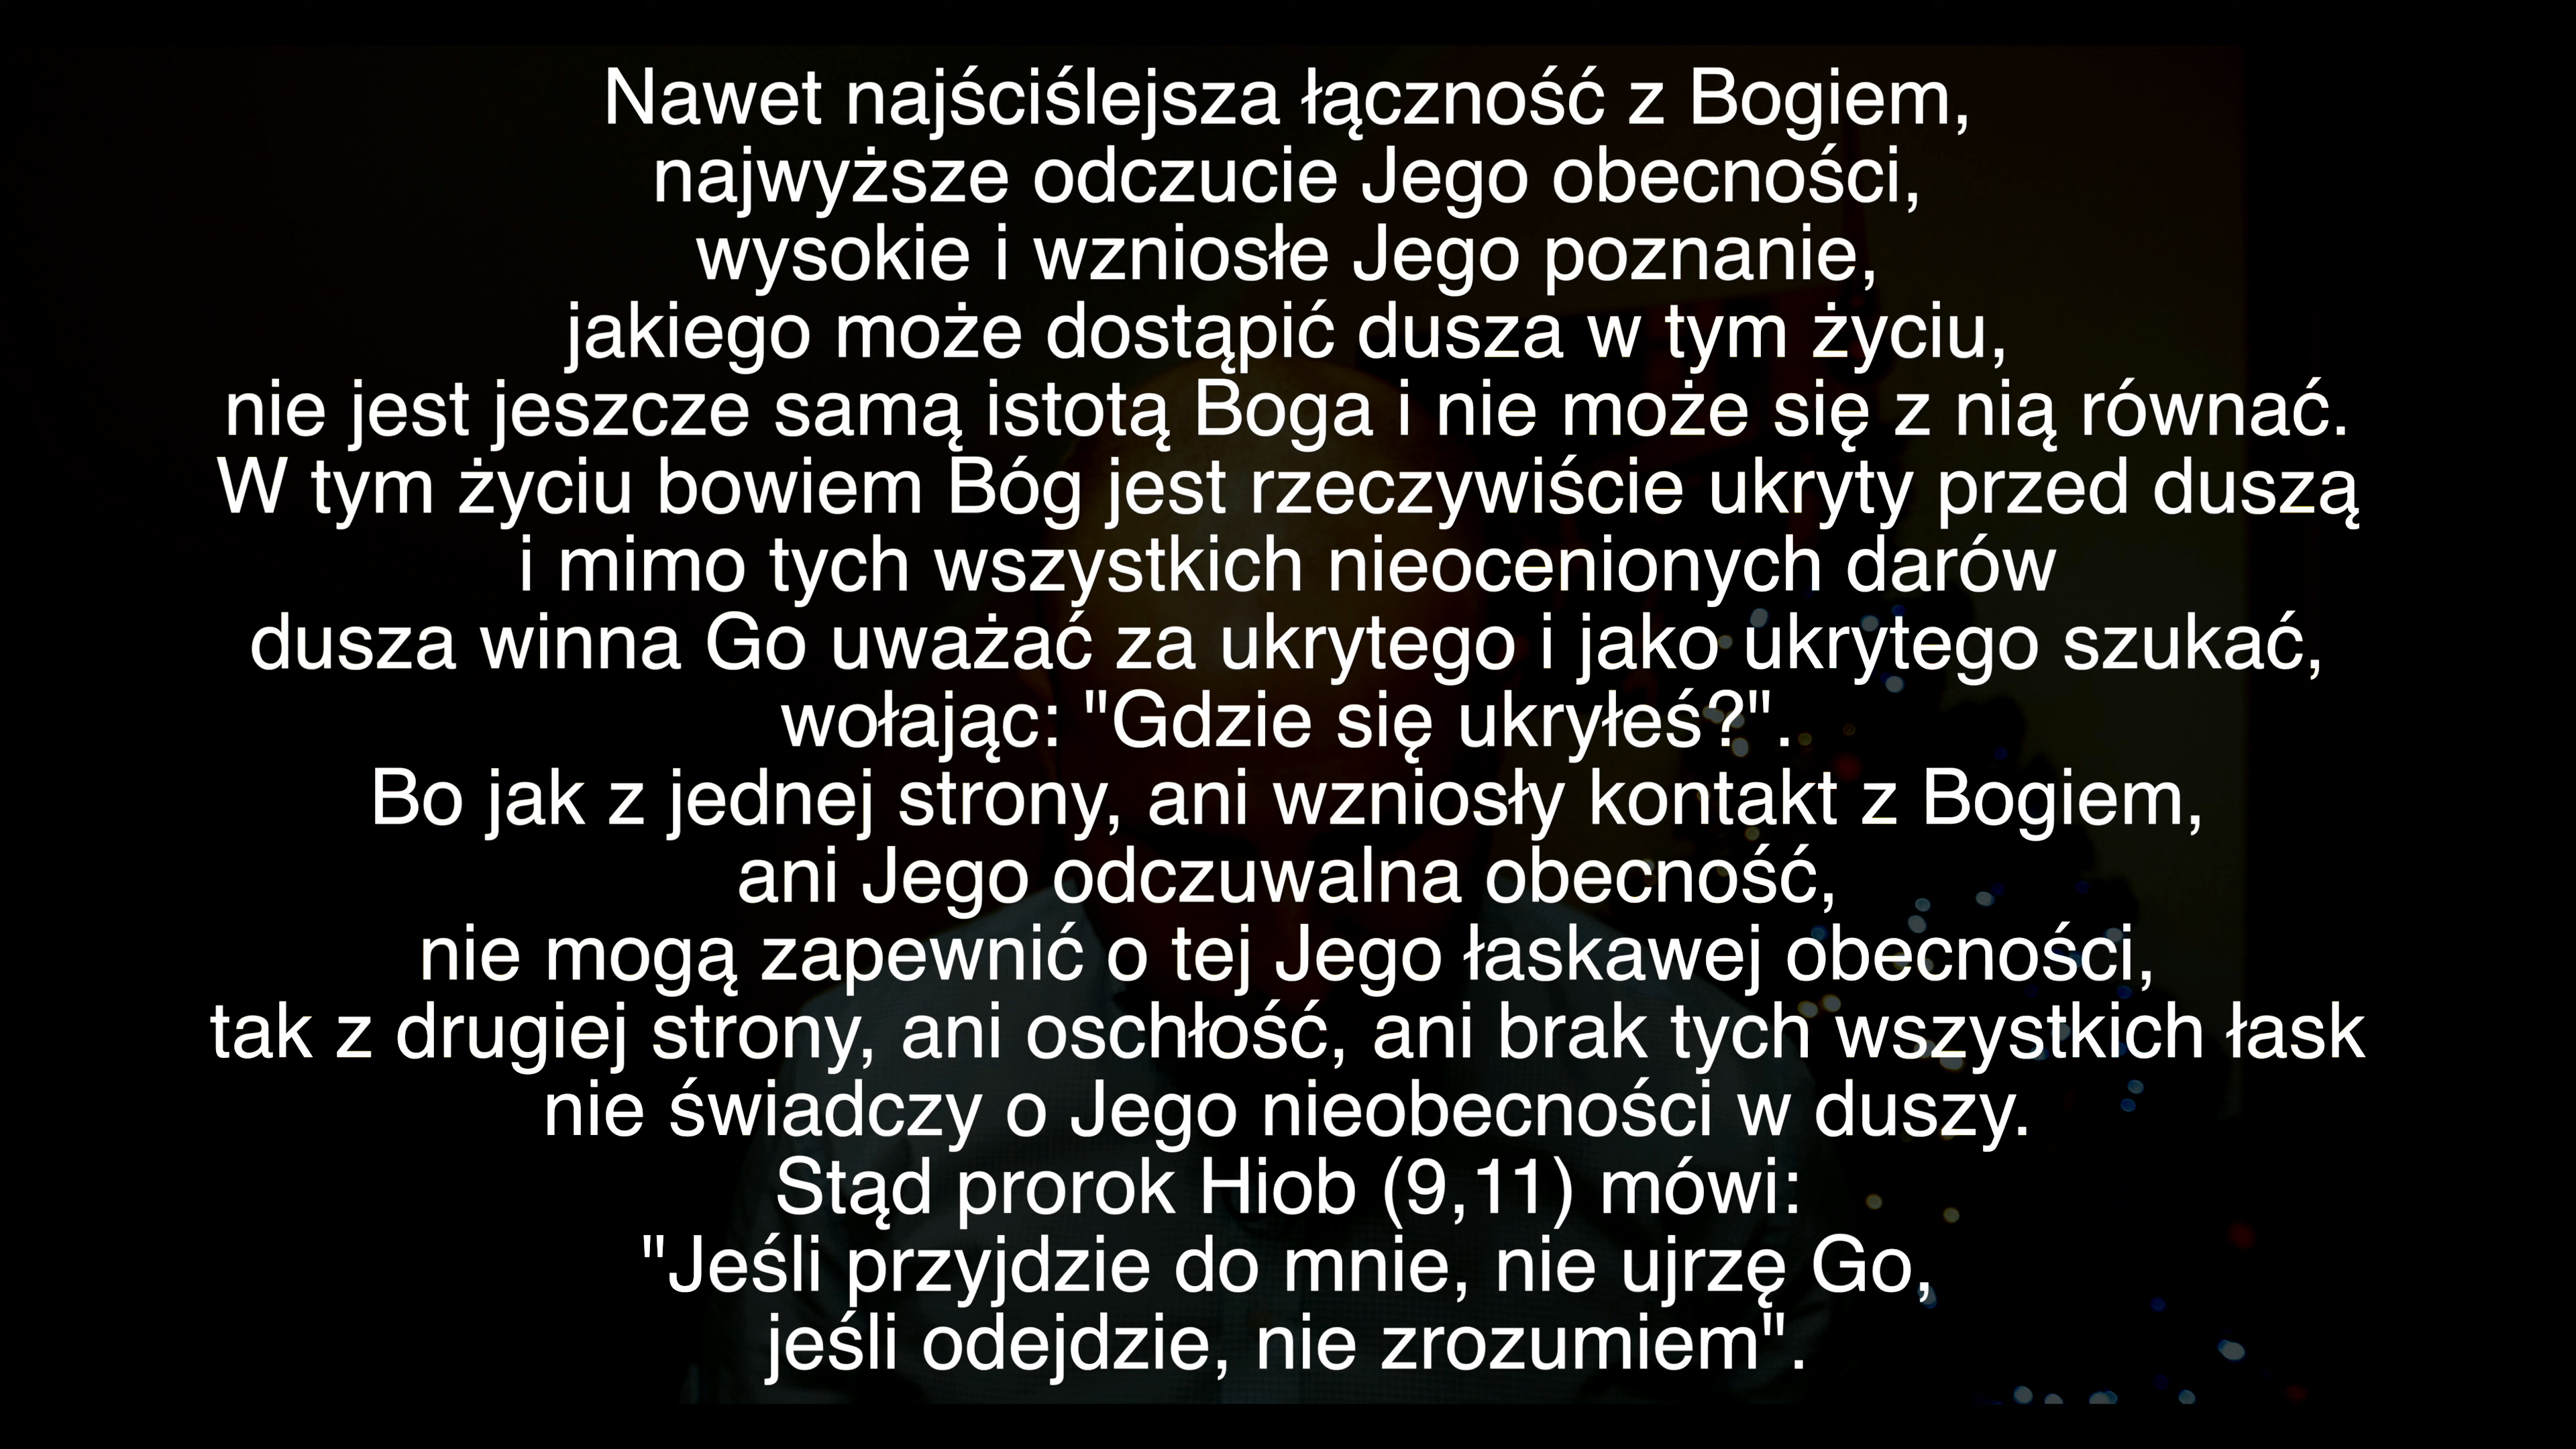 Nawet najściślejsza łączność z Bogiem,
najwyższe odczucie Jego obecności,
wysokie i wzniosłe Jego poznanie,
jakiego może dostąpić dusza w tym życiu,
nie jest jeszcze samą istotą Boga i nie może się z nią równać.
W tym życiu bowiem Bóg jest rzeczywiście ukryty przed duszą
i mimo tych wszystkich nieocenionych darów
dusza winna Go uważać za ukrytego i jako ukrytego szukać,
wołając: "Gdzie się ukryłeś?".
Bo jak z jednej strony, ani wzniosły kontakt z Bogiem,
ani Jego odczuwalna obecność,
nie mogą zapewnić o tej Jego łaskawej obecności,
tak z drugiej strony, ani oschłość, ani brak tych wszystkich łask
nie świadczy o Jego nieobecności w duszy.
Stąd prorok Hiob (9,11) mówi:
"Jeśli przyjdzie do mnie, nie ujrzę Go,
jeśli odejdzie, nie zrozumiem".